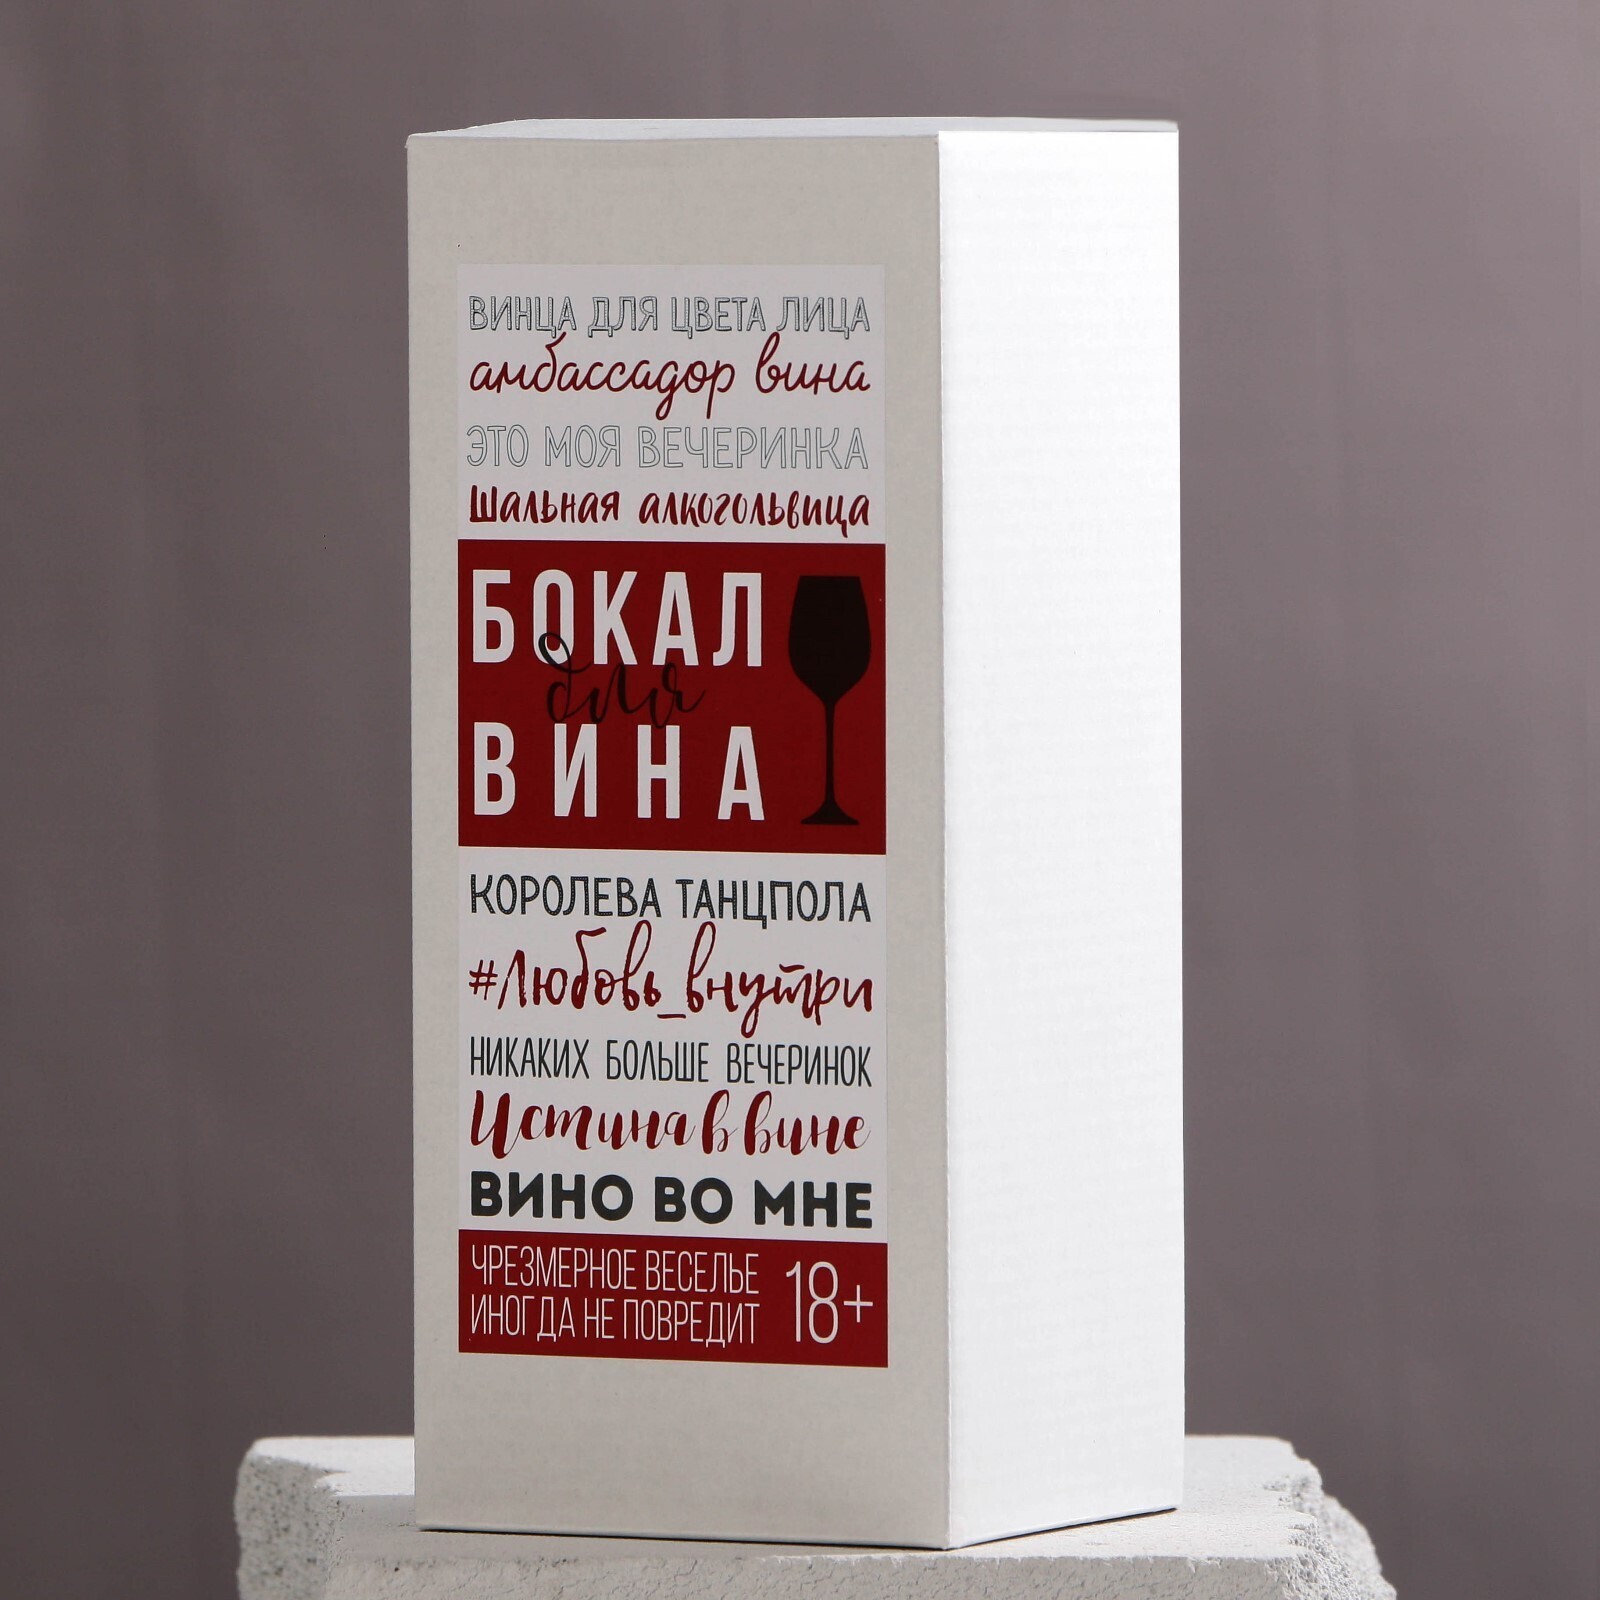 ВИНЦА ДЛЯ ЦВЕТА ЛИЦА
амбассадор вина
ЭТО МОЯ ВЕЧЕРИНКА
Шальная алкогольвица
БОКАЛ
для
ВИНА
КОРОЛЕВА ТАНЦПОЛА
#Любовь_внутри
НИКАКИХ БОЛЬШЕ ВЕЧЕРИНОК
Истина в вине
ВИНО ВО МНЕ
ЧРЕЗМЕРНОЕ ВЕСЕЛЬЕ
ИНОГДА НЕ ПОВРЕДИТ
18+